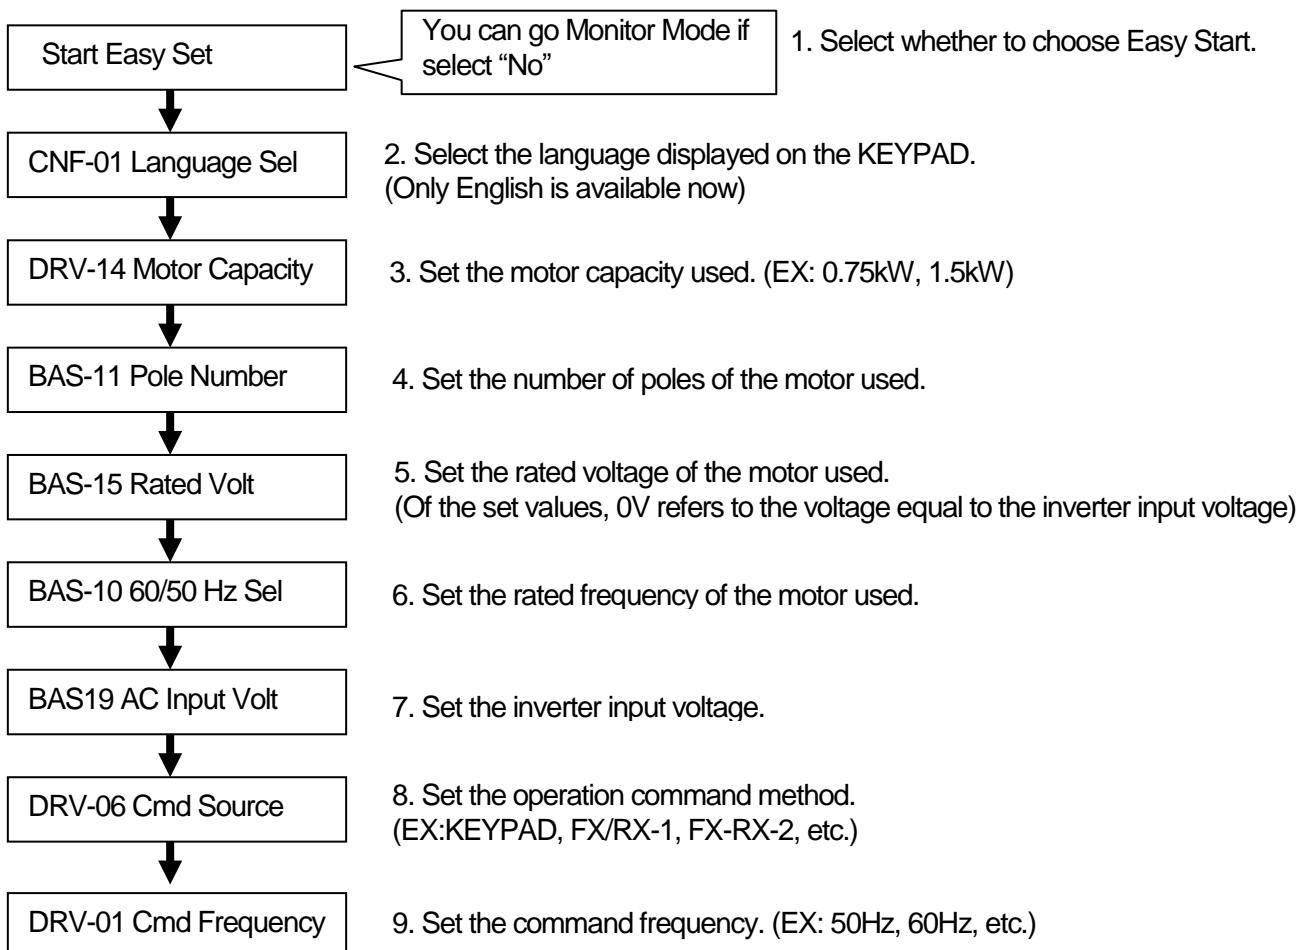 Start Easy Set
You can go Monitor Mode if
select “No”
1. Select whether to choose Easy Start.
CNF-01 Language Sel
2. Select the language displayed on the KEYPAD.
(Only English is available now)
DRV-14 Motor Capacity
3. Set the motor capacity used. (EX: 0.75kW, 1.5kW)
BAS-11 Pole Number
4. Set the number of poles of the motor used.
BAS-15 Rated Volt
5. Set the rated voltage of the motor used.
(Of the set values, 0V refers to the voltage equal to the inverter input voltage)
BAS-10 60/50 Hz Sel
6. Set the rated frequency of the motor used.
BAS19 AC Input Volt
7. Set the inverter input voltage.
DRV-06 Cmd Source
8. Set the operation command method.
(EX:KEYPAD, FX/RX-1, FX-RX-2, etc.)
DRV-01 Cmd Frequency
9. Set the command frequency. (EX: 50Hz, 60Hz, etc.)